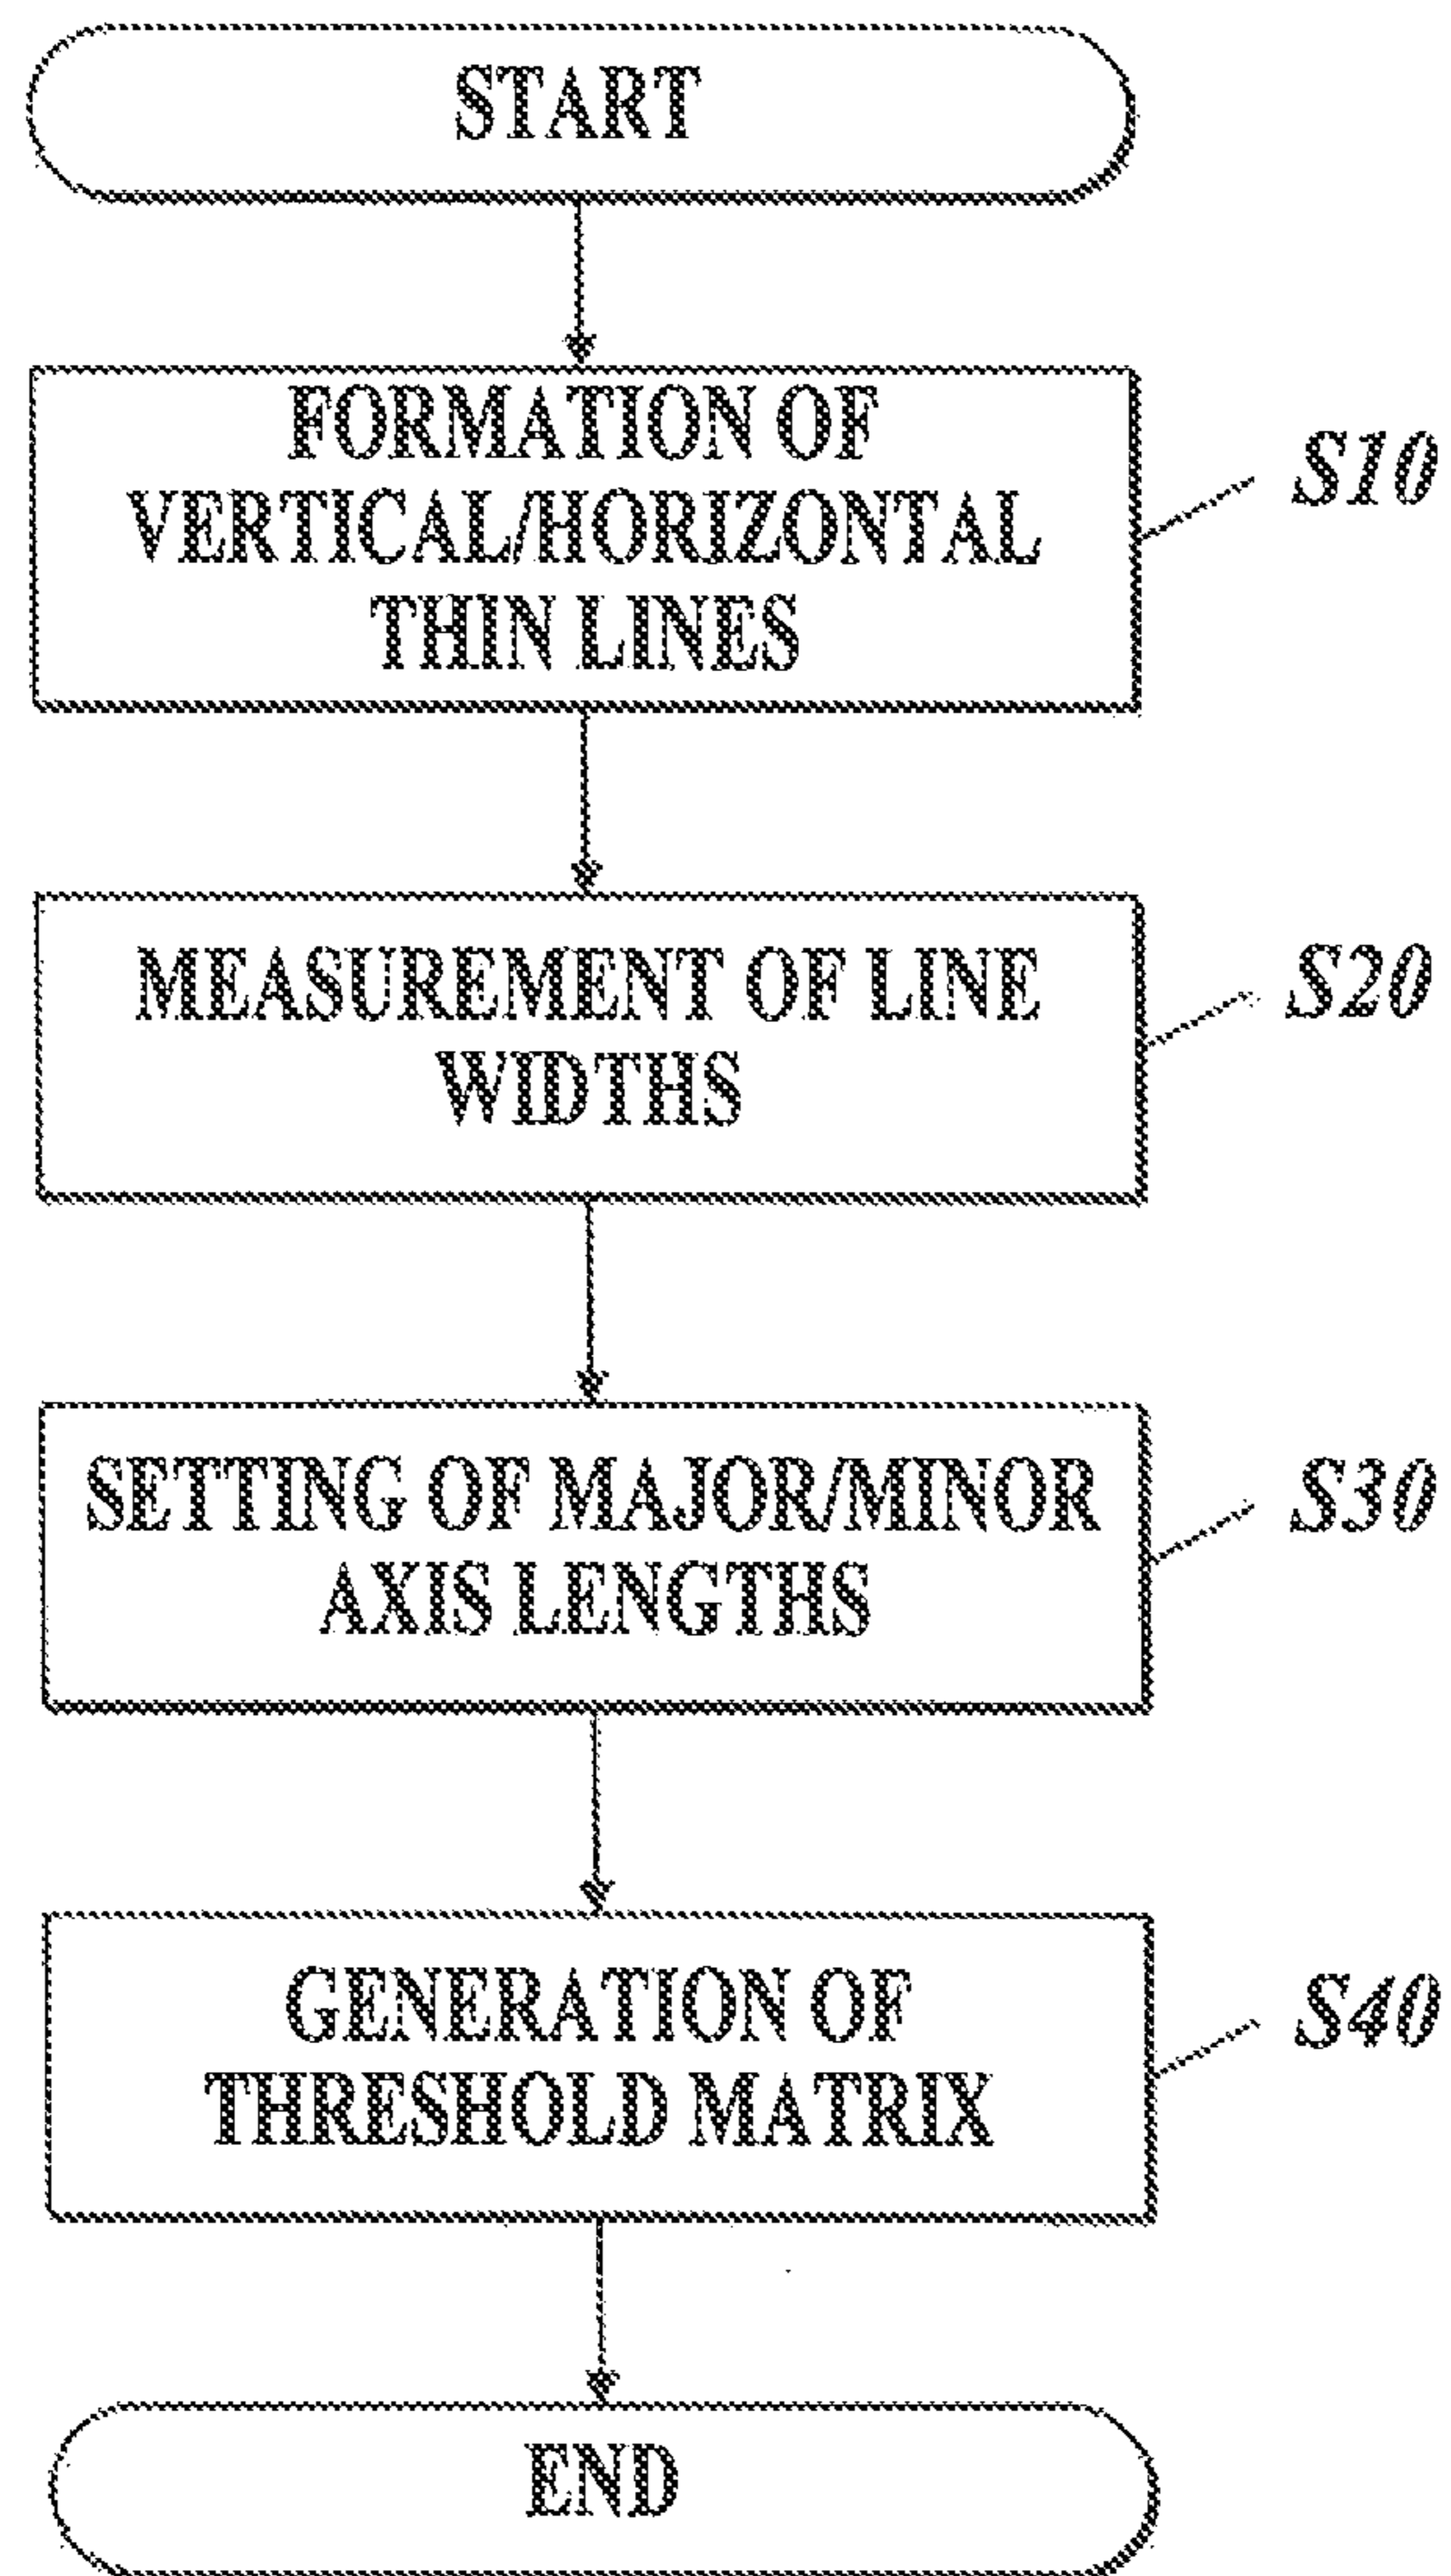 START
FORMATION OF
VERTICAL/HORIZONTAL
THIN LINES
S10
MEASUREMENT OF LINE
WIDTHS
S20
SETTING OF MAJOR/MINOR
AXIS LENGTHS
S30
GENERATION OF
THRESHOLD MATRIX
S40
END